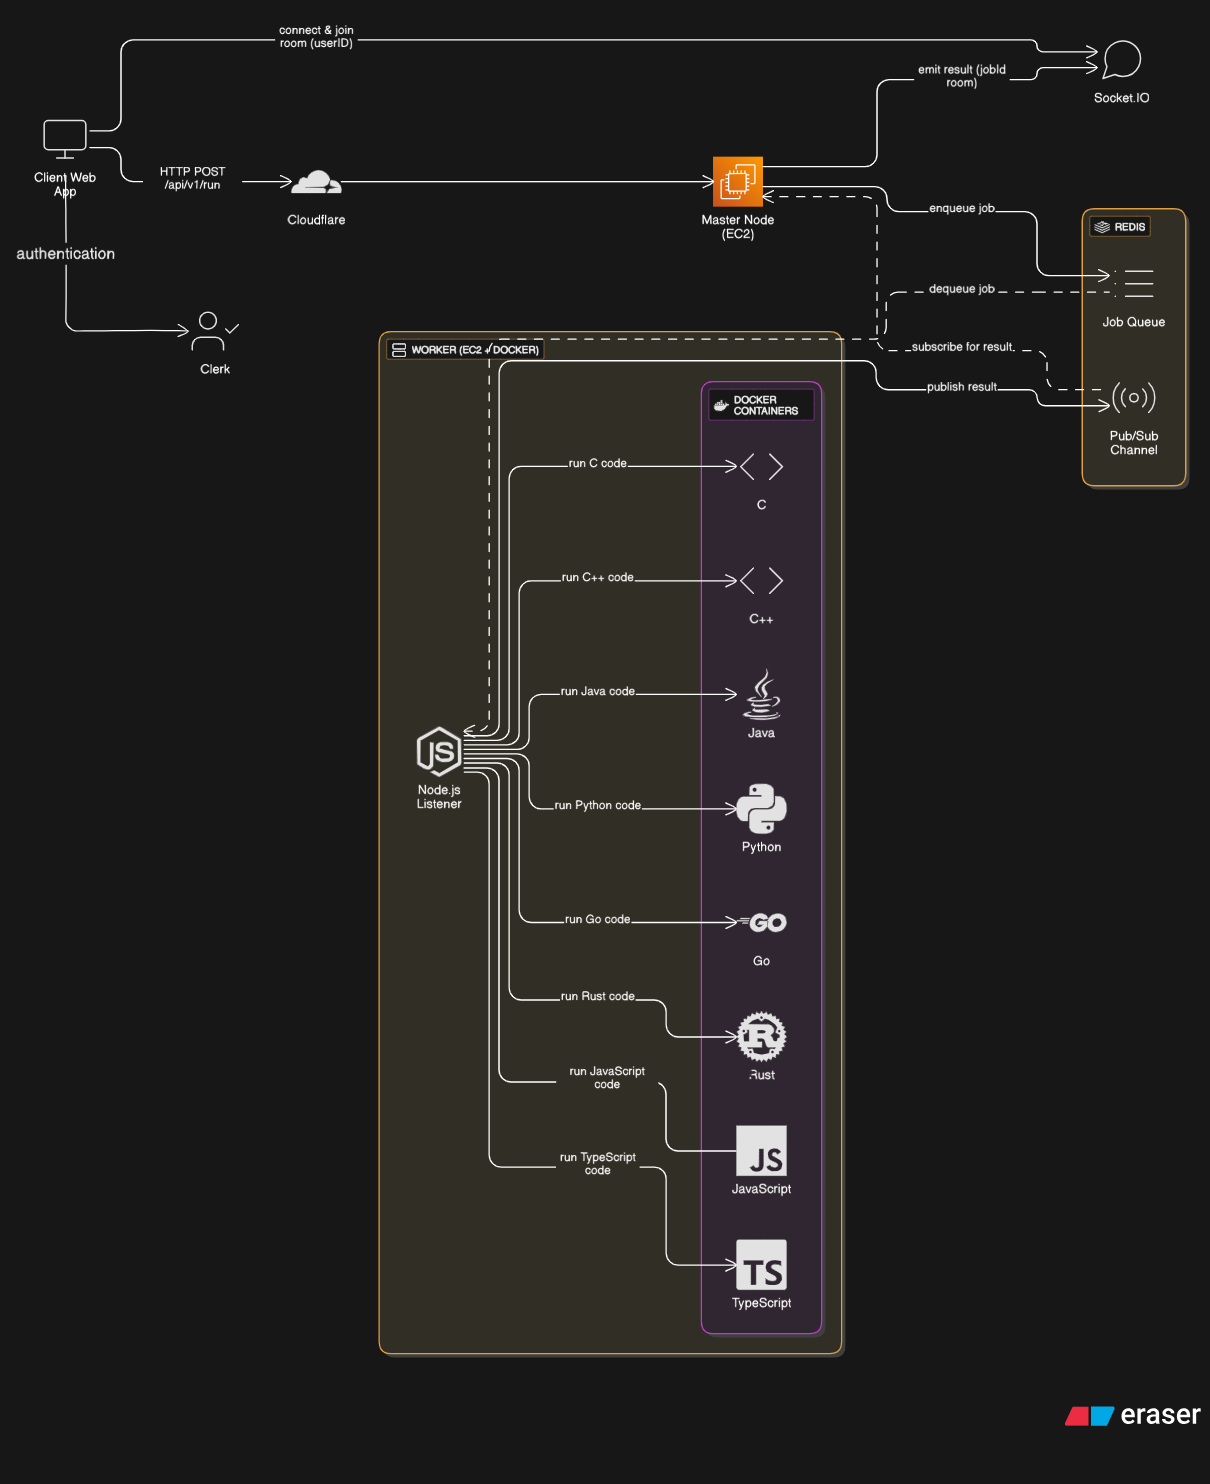 connect & join
room (userID)
emit result (jobId
room)
Socket.IO
Client Web
App
HTTP POST
/api/v1/run
Cloudflare
Master Node
(EC2)
enqueue job
REDIS
authentication
dequeue job
Job Queue
Clerk
WORKER (EC2 + DOCKER)
subscribe for result
publish result
DOCKER
CONTAINERS
Pub/Sub
Channel
run C code
C
run C++ code
C++
run Java code
Java
JS
Node.js
Listener
run Python code
Python
run Go code
GO
Go
run Rust code
R
Rust
run JavaScript
code
JS
JavaScript
run TypeScript
code
TS
TypeScript
eraser